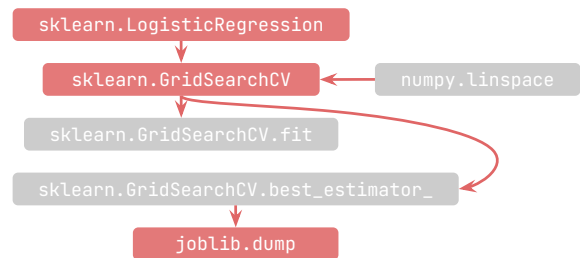 sklearn.LogisticRegression
sklearn.GridSearchCV
numpy.linspace
sklearn.GridSearchCV.fit
sklearn.GridSearchCV.best_estimator_
joblib.dump